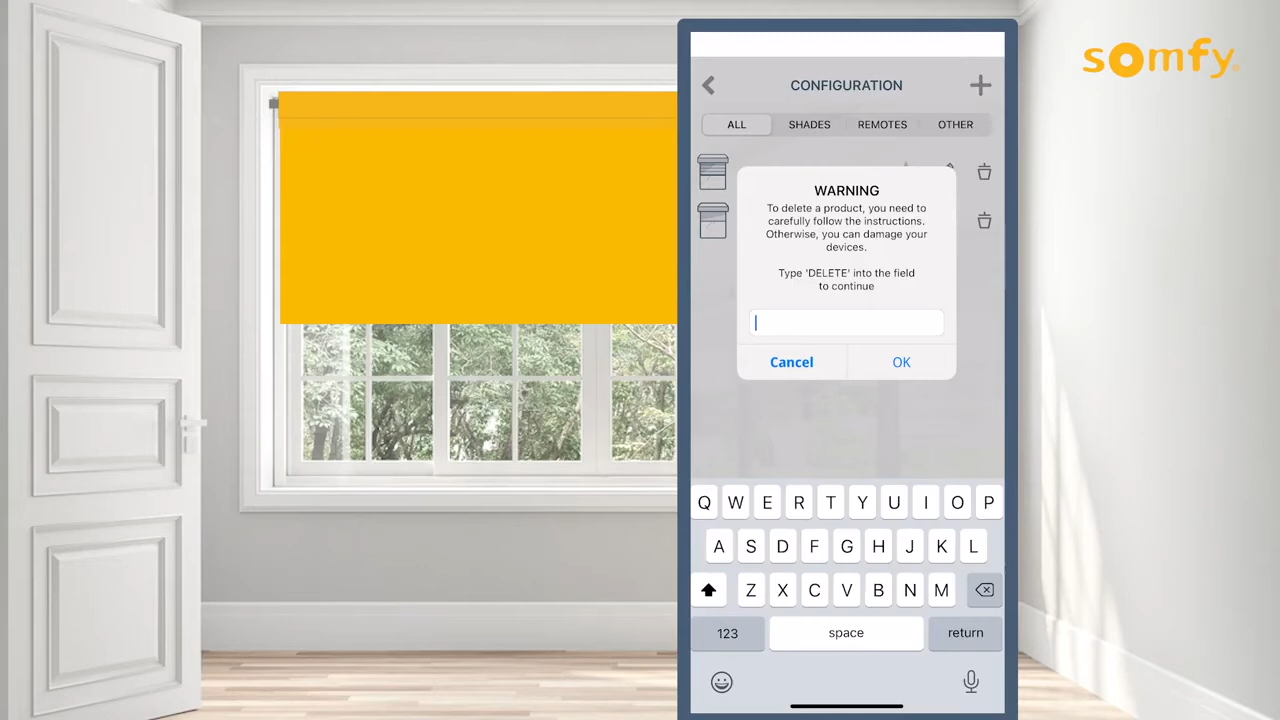 somfy®
CONFIGURATION
ALL SHADES REMOTES OTHER
WARNING
To delete a product, you need to
carefully follow the instructions.
Otherwise, you can damage your
devices.
Type 'DELETE' into the field
to continue
Cancel OK
Q W E R T Y U I O P
A S D F G H J K L
Z X C V B N M
123 space return